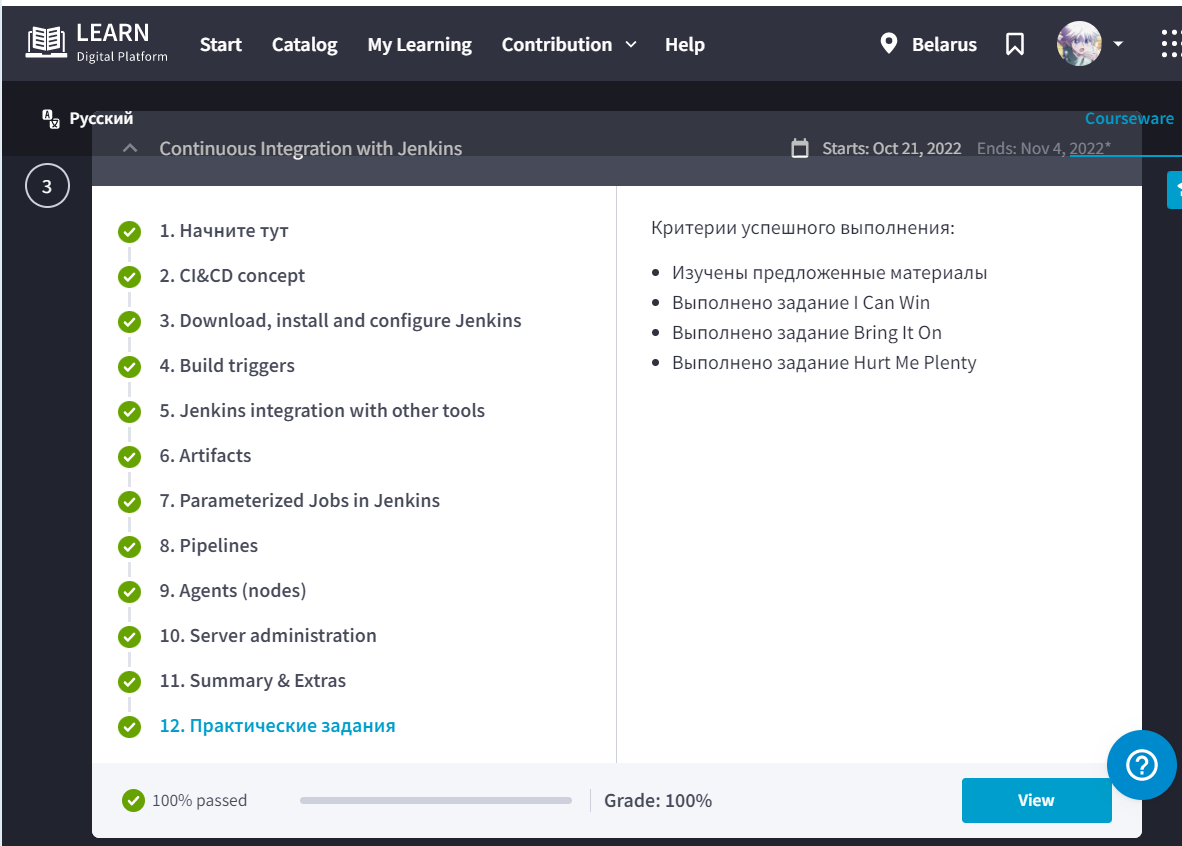 LEARN
Digital Platform
Start
Catalog
My Learning
Contribution
Help
Belarus
Русский
Courseware
Continuous Integration with Jenkins
Starts: Oct 21, 2022
Ends: Nov 4, 2022*
3
1. Начните тут
2. CI&CD concept
3. Download, install and configure Jenkins
4. Build triggers
5. Jenkins integration with other tools
6. Artifacts
7. Parameterized Jobs in Jenkins
8. Pipelines
9. Agents (nodes)
10. Server administration
11. Summary & Extras
12. Практические задания
Критерии успешного выполнения:
Изучены предложенные материалы
Выполнено задание I Can Win
Выполнено задание Bring It On
Выполнено задание Hurt Me Plenty
100% passed
Grade: 100%
View